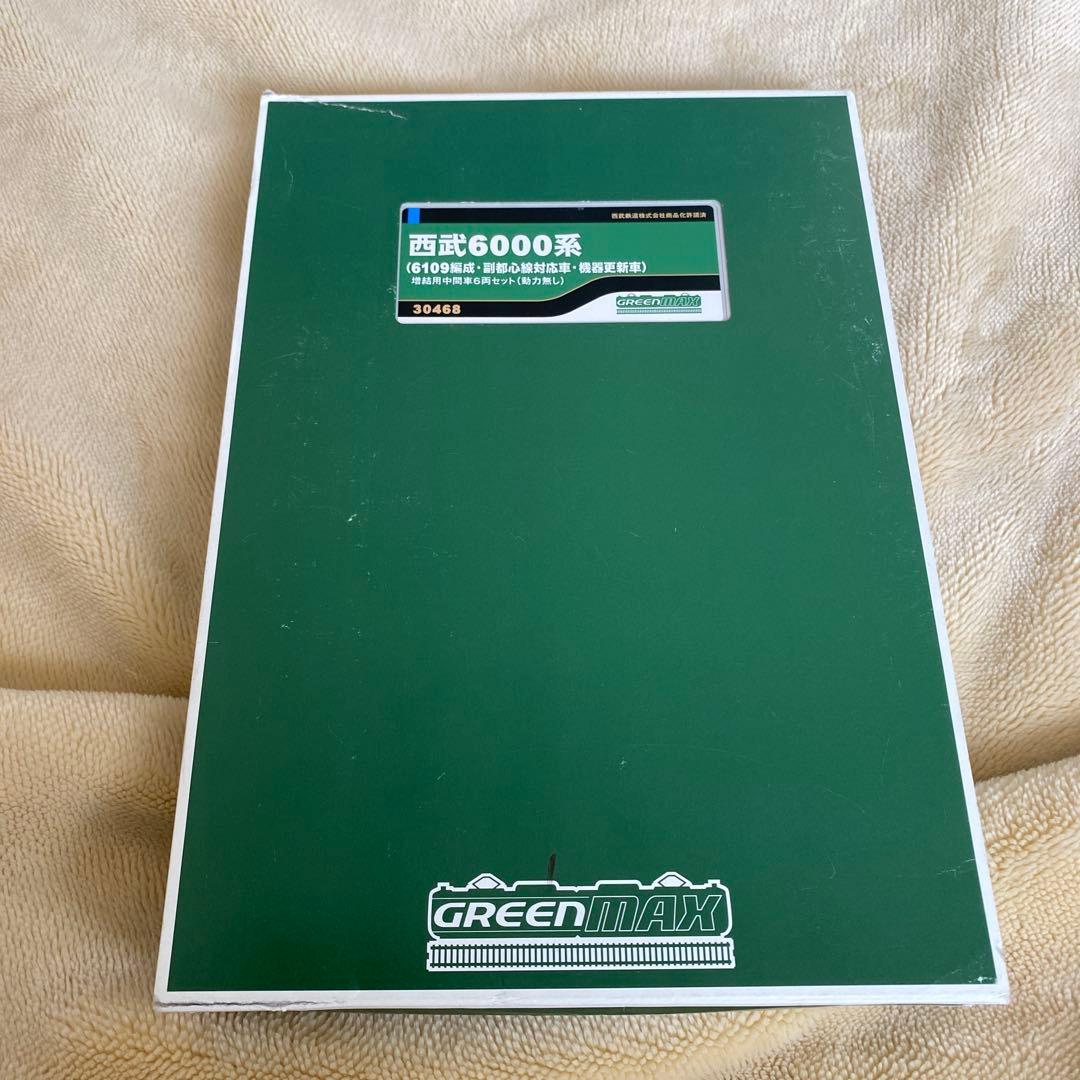 西武鉄道株式会社商品化許諾済
西武6000系
(6109編成・副都心線対応車・機器更新車)
増結用中間車6両セット(動力無し)
30468
GREENMAX
GREENMAX